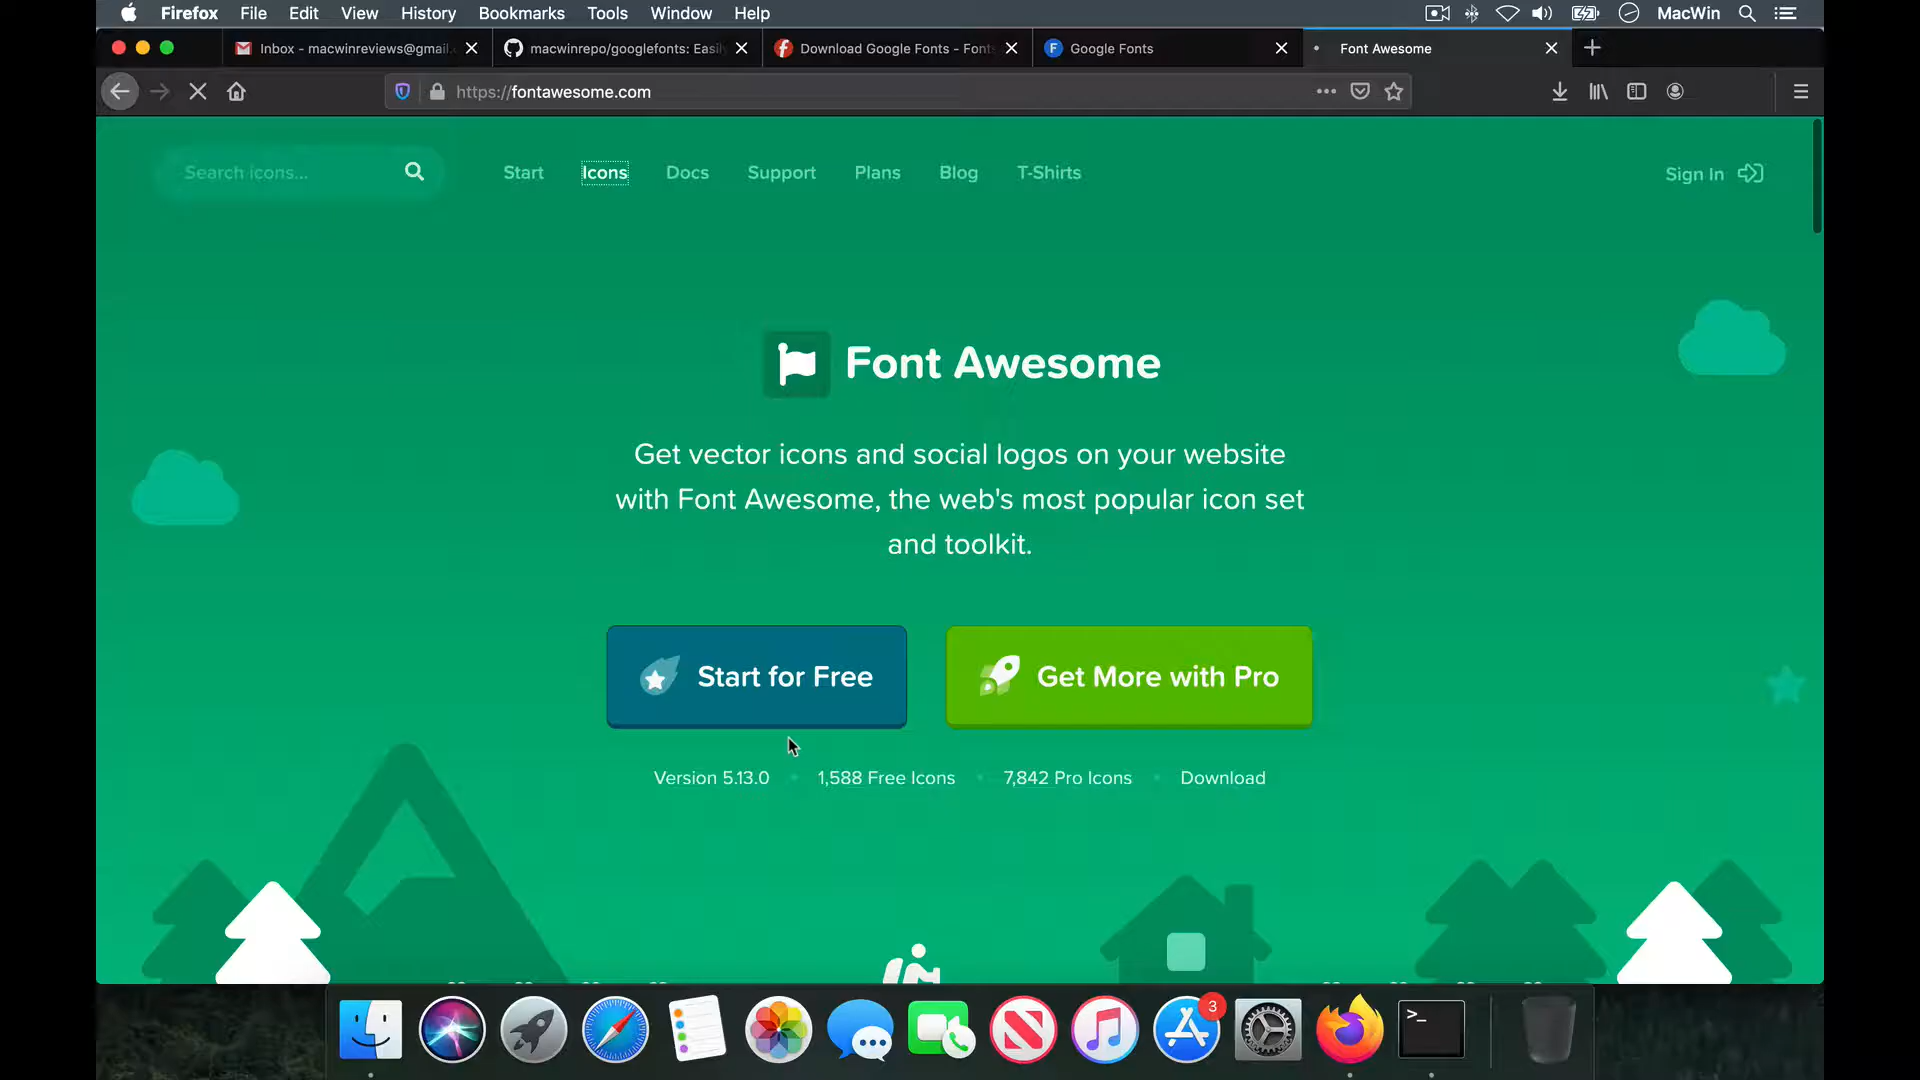 Firefox File Edit View History Bookmarks Tools Window Help MacWin
Inbox - macwinreviews@gmail. macwinrepo/googlefonts: Easil Download Google Fonts - Font Google Fonts Font Awesome
https://fontawesome.com
Search icons... Start Icons Docs Support Plans Blog T-Shirts Sign In
Font Awesome
Get vector icons and social logos on your website
with Font Awesome, the web's most popular icon set
and toolkit.
Start for Free Get More with Pro
Version 5.13.0 1,588 Free Icons 7,842 Pro Icons Download
3
>_